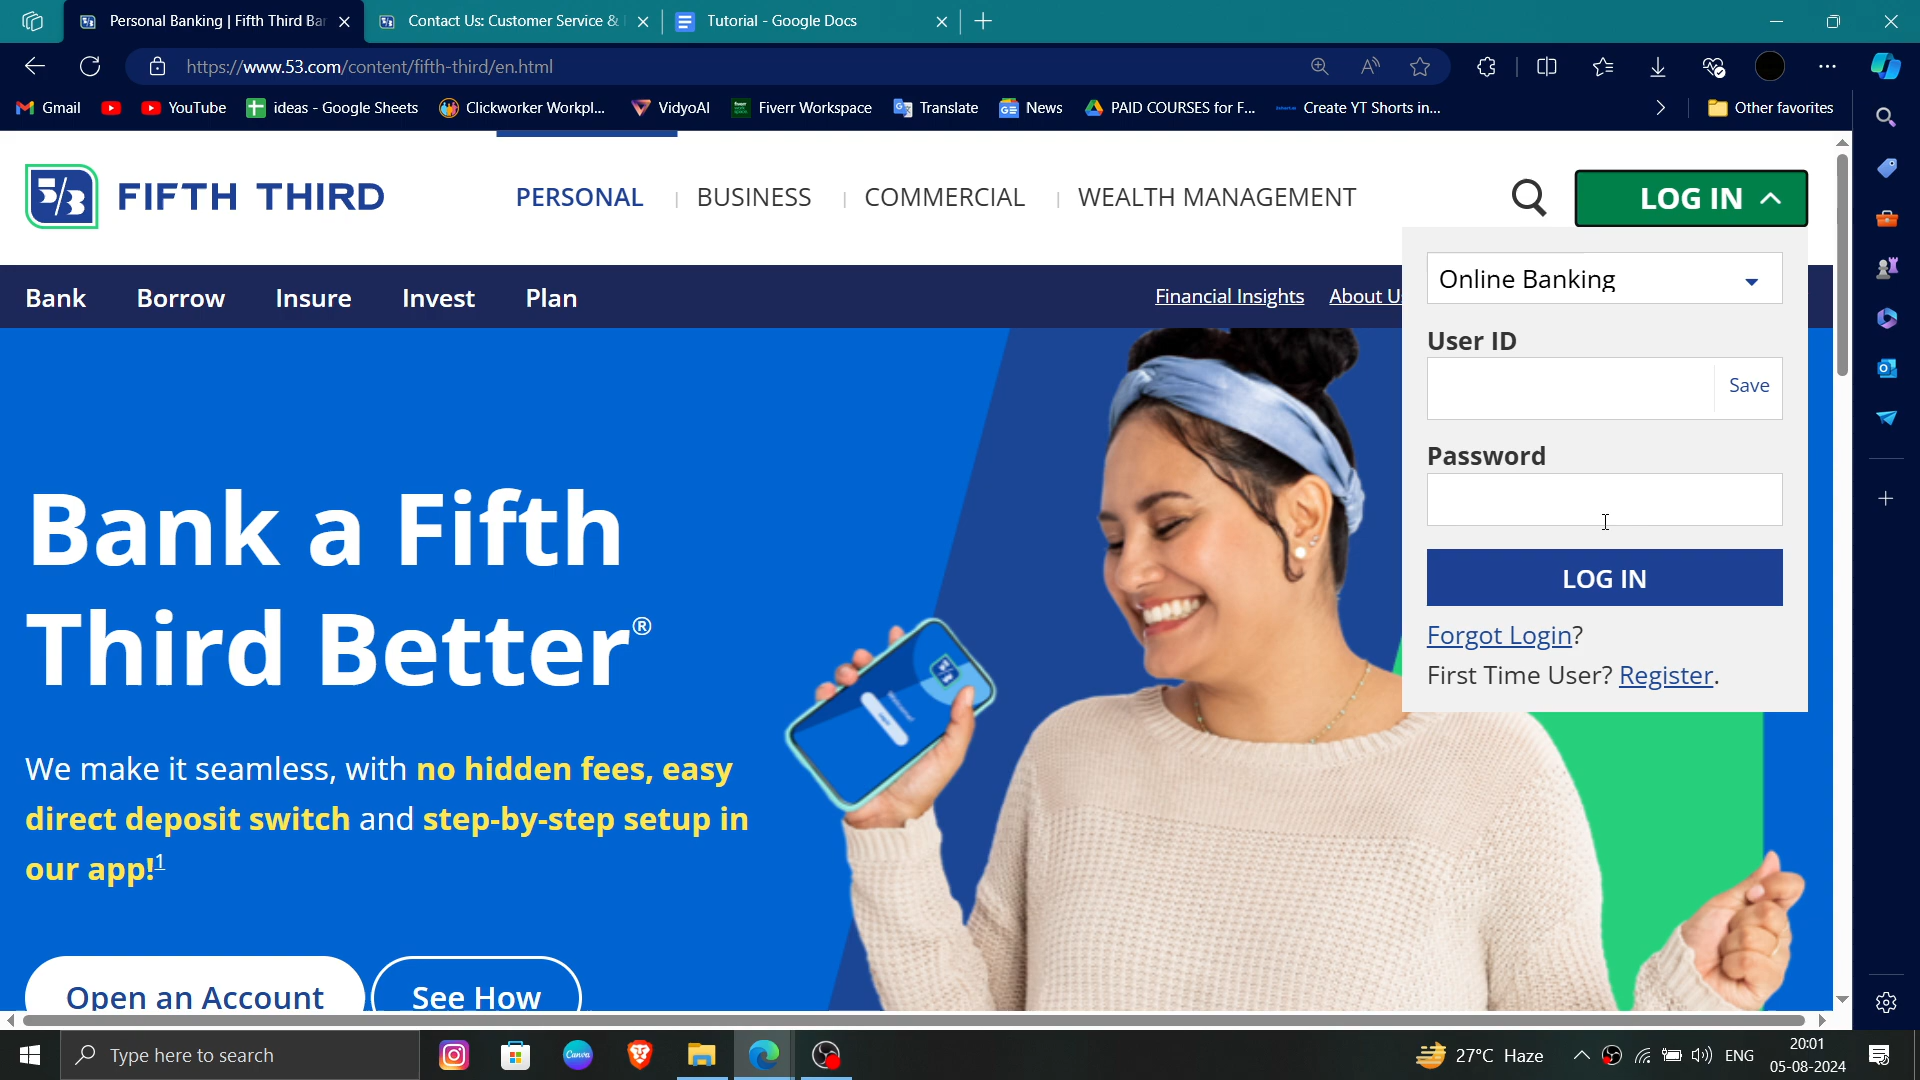 Personal Banking | Fifth Third Bar
Contact Us: Customer Service &
Tutorial - Google Docs
https://www.53.com/content/fifth-third/en.html
Gmail
YouTube
ideas - Google Sheets
Clickworker Workpl...
VidyoAI
Fiverr Workspace
Translate
News
PAID COURSES for F...
Create YT Shorts in...
Other favorites
5/3 FIFTH THIRD
PERSONAL
BUSINESS
COMMERCIAL
WEALTH MANAGEMENT
LOG IN
Bank
Borrow
Insure
Invest
Plan
Financial Insights
About U
Online Banking
User ID
Save
Password
LOG IN
Forgot Login?
First Time User? Register.
Bank a Fifth
Third Better®
We make it seamless, with no hidden fees, easy
direct deposit switch and step-by-step setup in
our app!1
Open an Account
See How
Type here to search
27°C Haze
ENG
20:01
05-08-2024